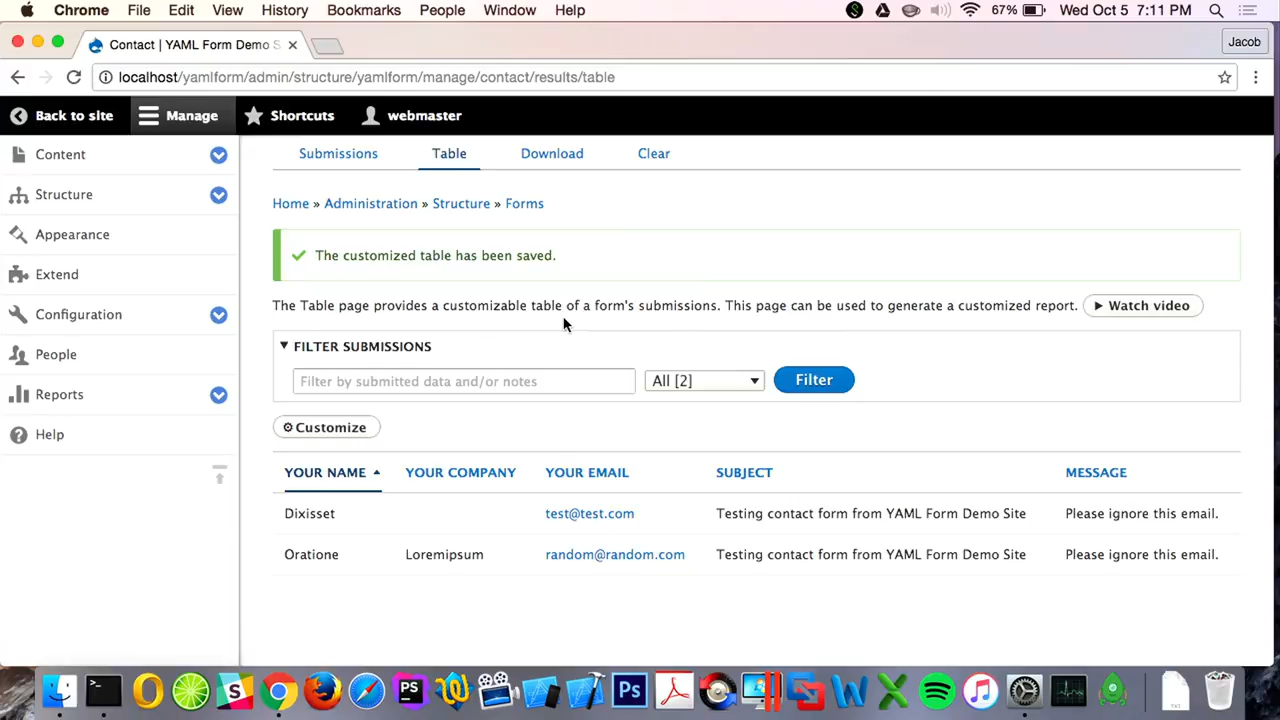 Chrome File Edit View History Bookmarks People Window Help 67% Wed Oct 5 7:11 PM
Contact | YAML Form Demo S Jacob
localhost/yamlform/admin/structure/yamlform/manage/contact/results/table
Back to site Manage Shortcuts webmaster
Content
Structure
Appearance
Extend
Configuration
People
Reports
Help
Submissions Table Download Clear
Home » Administration » Structure » Forms
The customized table has been saved.
The Table page provides a customizable table of a form's submissions. This page can be used to generate a customized report. Watch video
FILTER SUBMISSIONS
Filter by submitted data and/or notes All [2] Filter
Customize
YOUR NAME YOUR COMPANY YOUR EMAIL SUBJECT MESSAGE
Dixisset test@test.com Testing contact form from YAML Form Demo Site Please ignore this email.
Oratione Loremipsum random@random.com Testing contact form from YAML Form Demo Site Please ignore this email.
PS Ps